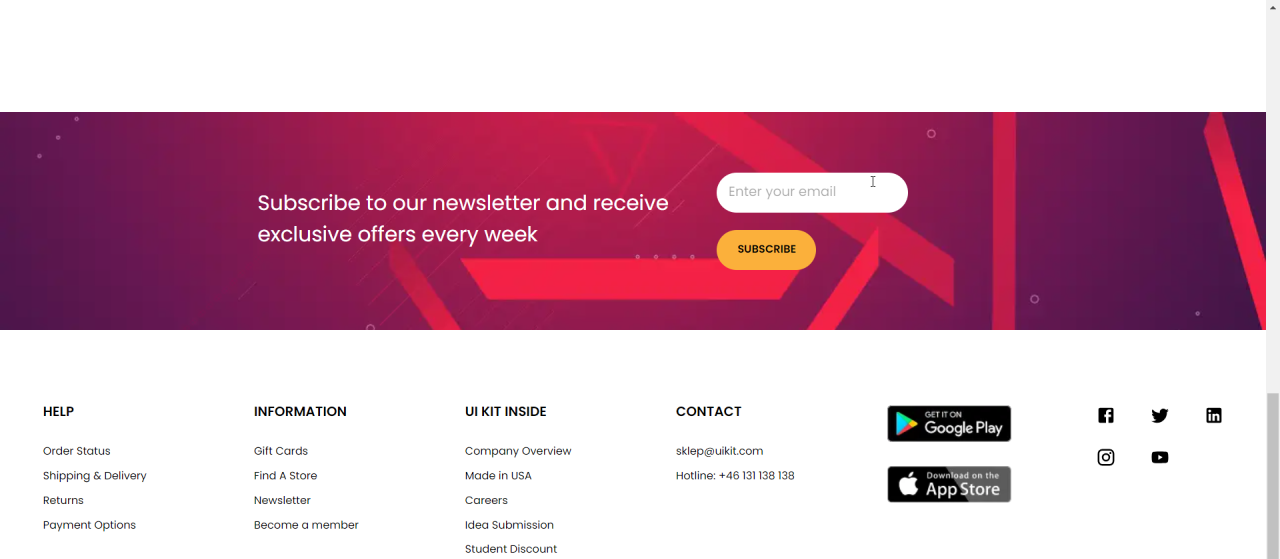 Subscribe to our newsletter and receive
exclusive offers every week
Enter your email
SUBSCRIBE
HELP
Order Status
Shipping & Delivery
Returns
Payment Options
INFORMATION
Gift Cards
Find A Store
Newsletter
Become a member
UI KIT INSIDE
Company Overview
Made in USA
Careers
Idea Submission
Student Discount
CONTACT
sklep@uikit.com
Hotline: +46 131 138 138
GET IT ON
Google Play
Download on the
App Store